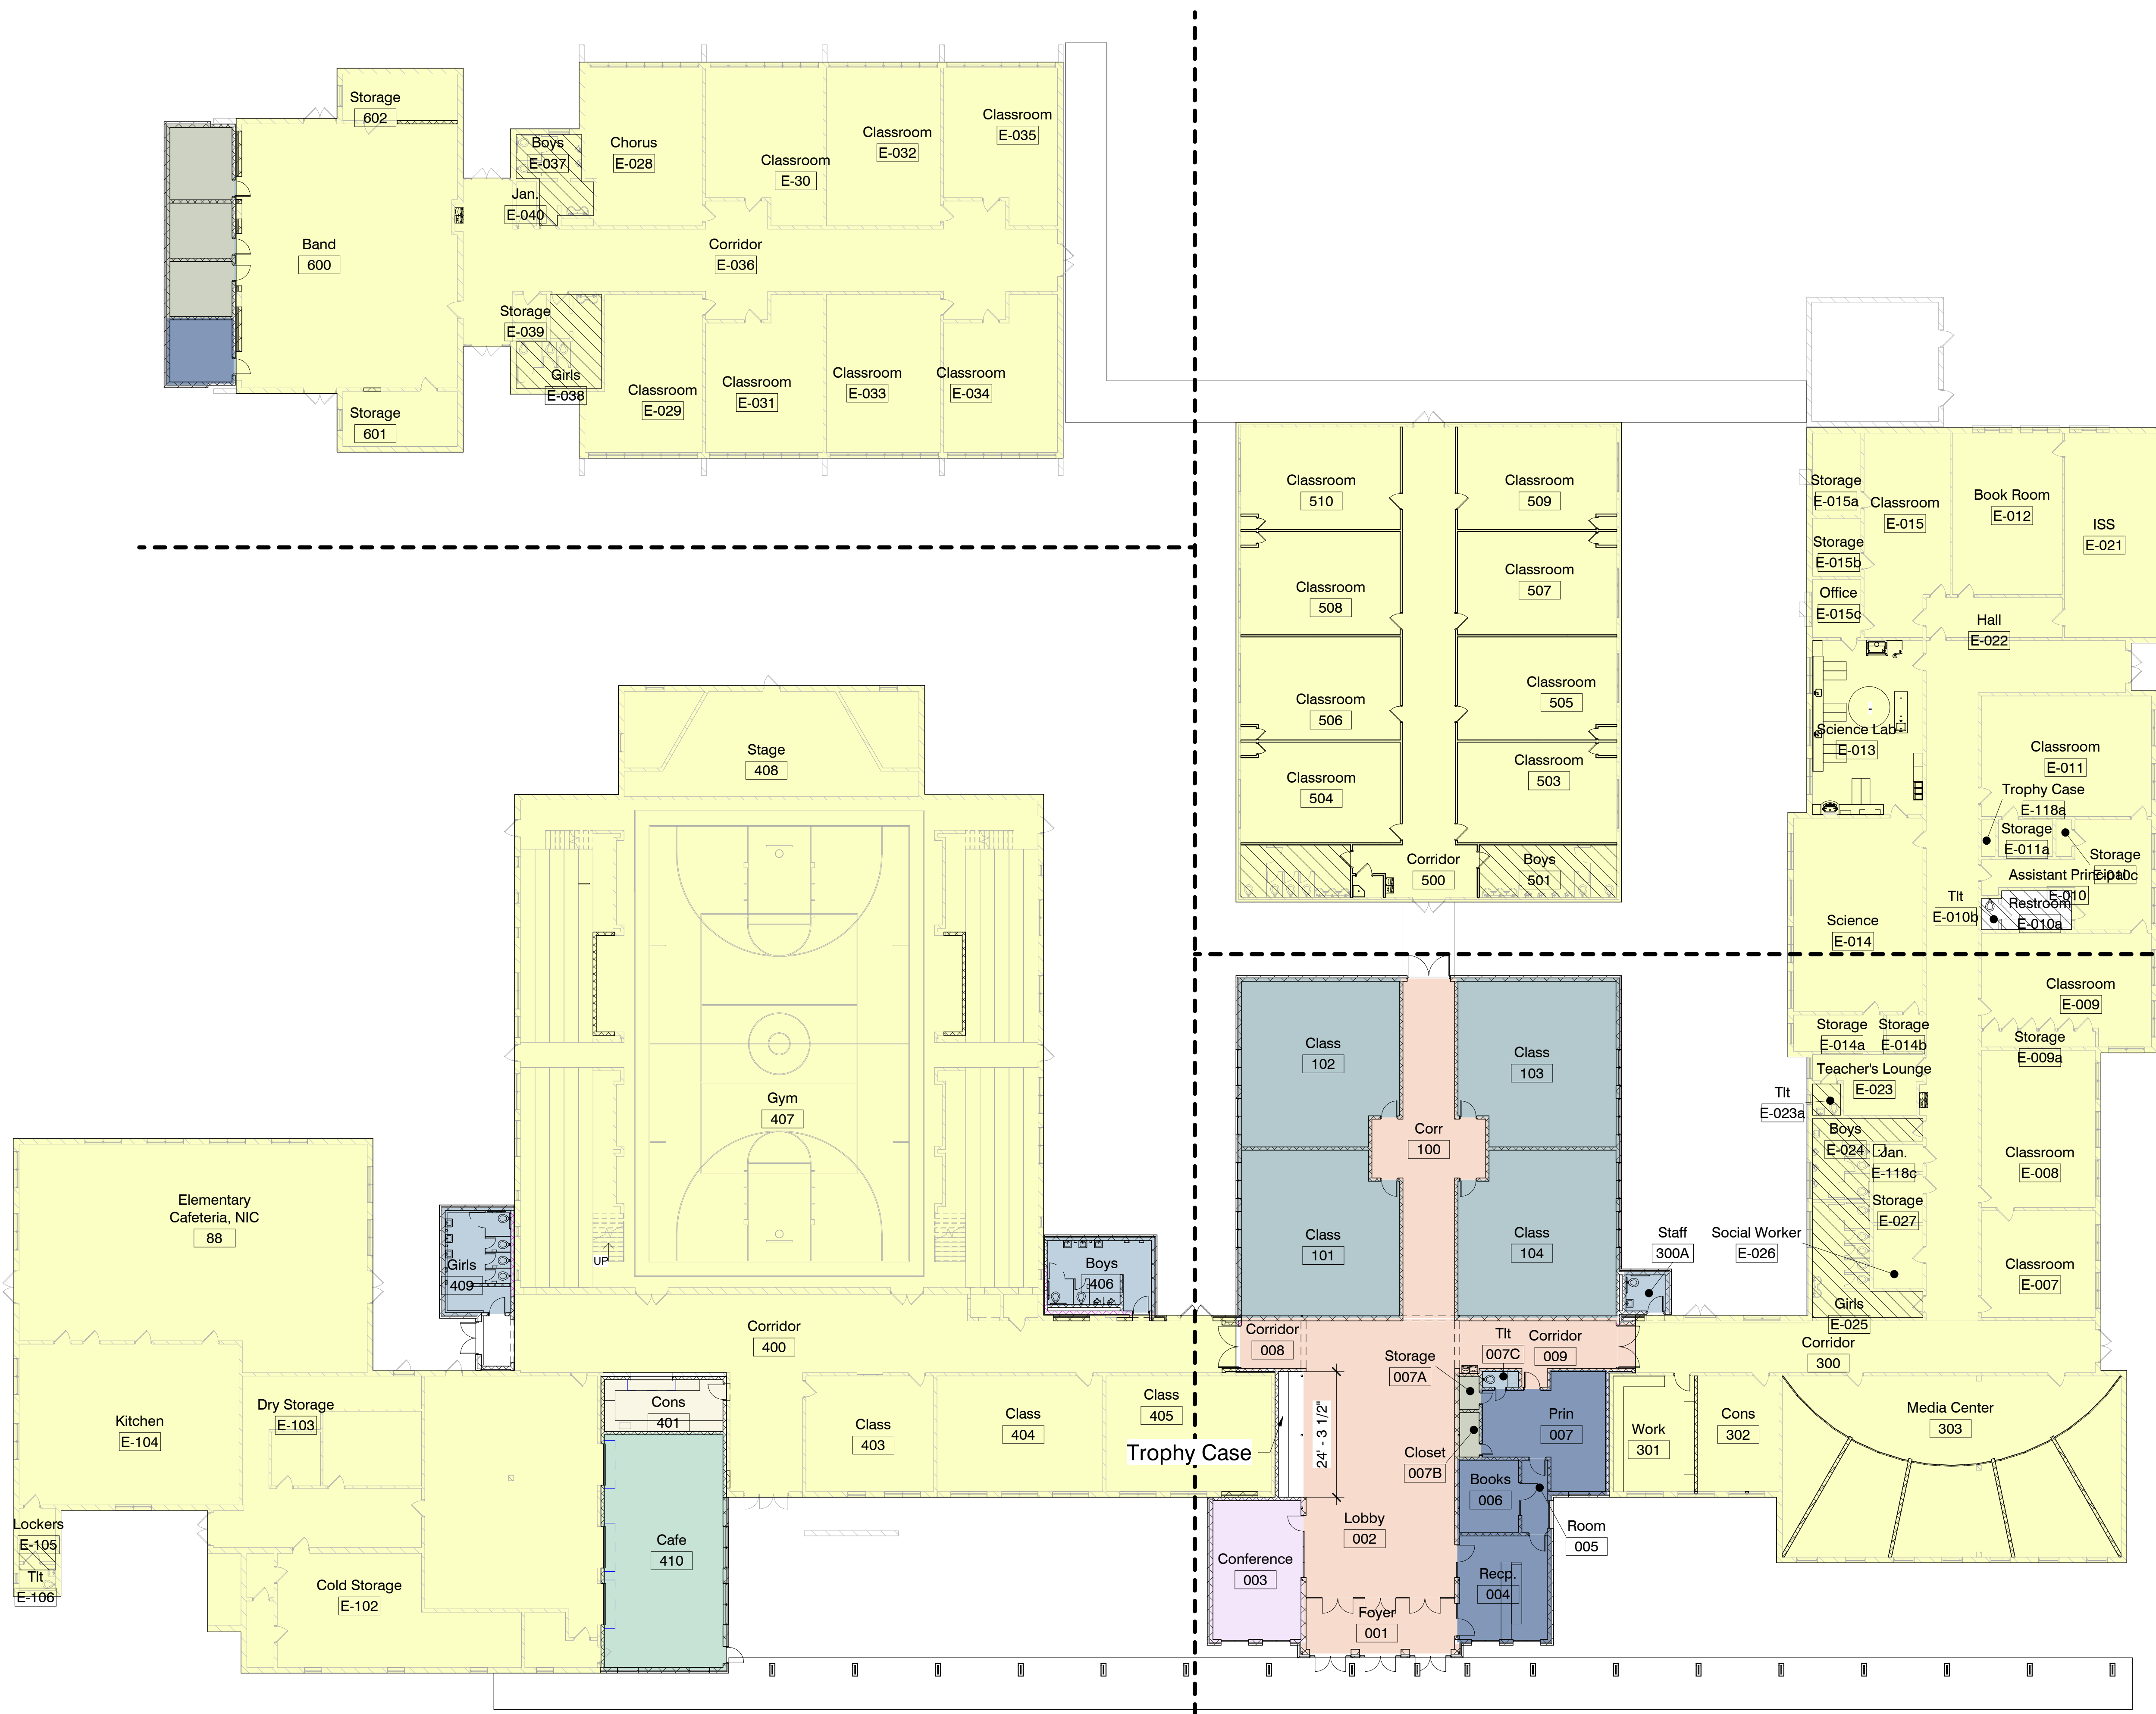 Storage
602
Boys
E-037
Chorus
E-028
Classroom
E-30
Classroom
E-032
Classroom
E-035
Jan.
E-040
Band
600
Corridor
E-036
Storage
E-039
Girls
E-038
Classroom
E-029
Classroom
E-031
Classroom
E-033
Classroom
E-034
Storage
601
Classroom
510
Classroom
509
Classroom
508
Classroom
507
Classroom
506
Classroom
505
Classroom
504
Classroom
503
Corridor
500
Boys
501
Storage
E-015a
Classroom
E-015
Book Room
E-012
ISS
E-021
Storage
E-015b
Office
E-015c
Hall
E-022
Science Lab
E-013
Classroom
E-011
Trophy Case
E-118a
Storage
E-011a
Storage
E-010c
Assistant Principal
E-010
Tlt
E-010b
Restroom
E-010a
Science
E-014
Classroom
E-009
Storage
E-014a
Storage
E-014b
Storage
E-009a
Teacher's Lounge
E-023
Tlt
E-023a
Boys
E-024
Jan.
E-118c
Classroom
E-008
Storage
E-027
Social Worker
E-026
Classroom
E-007
Girls
E-025
Corridor
300
Stage
408
Gym
407
UP
Elementary
Cafeteria, NIC
88
Girls
409
Boys
406
Corridor
400
Class
102
Class
103
Corr
100
Class
101
Class
104
Staff
300A
Corridor
008
Tlt
007C
Corridor
009
Storage
007A
Kitchen
E-104
Dry Storage
E-103
Cons
401
Class
403
Class
404
Class
405
Trophy Case
24' - 3 1/2"
Closet
007B
Prin
007
Work
301
Cons
302
Media Center
303
Books
006
Room
005
Lobby
002
Lockers
E-105
Tlt
E-106
Cold Storage
E-102
Cafe
410
Conference
003
Recp.
004
Foyer
001